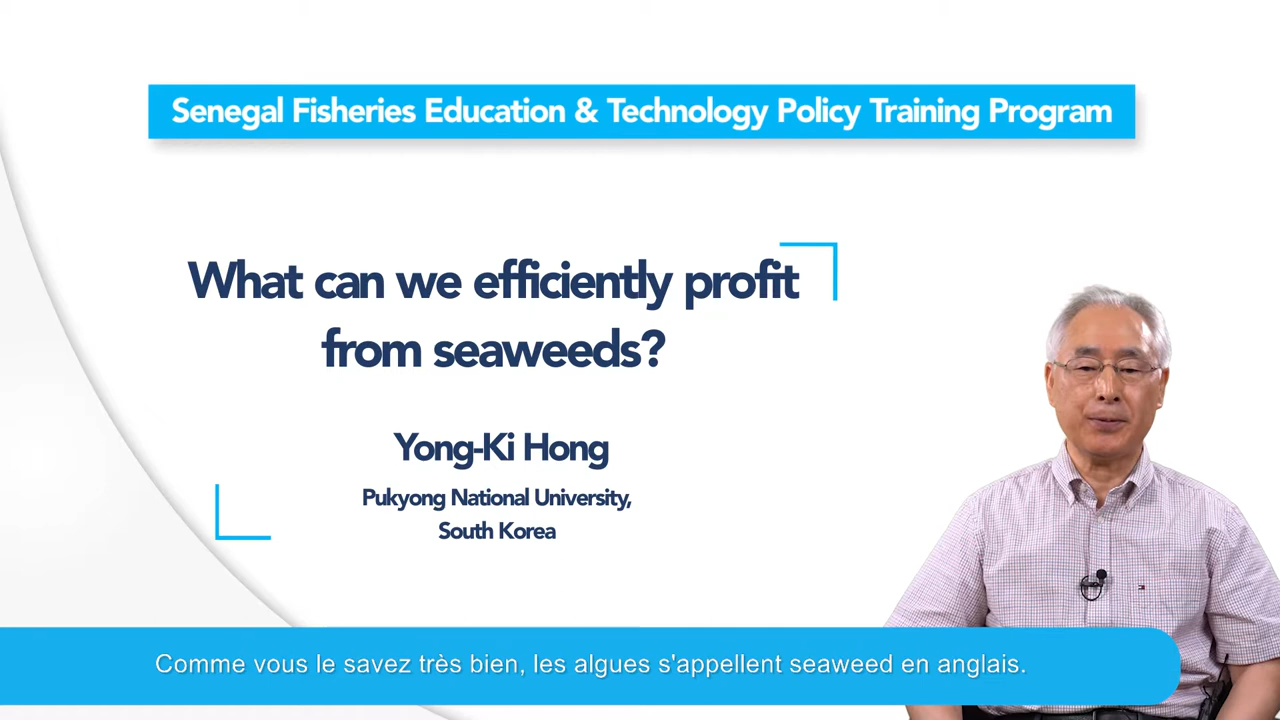 Senegal Fisheries Education & Technology Policy Training Program
What can we efficiently profit
from seaweeds?
Yong-Ki Hong
Pukyong National University,
South Korea
Comme vous le savez très bien, les algues s'appellent seaweed en anglais.